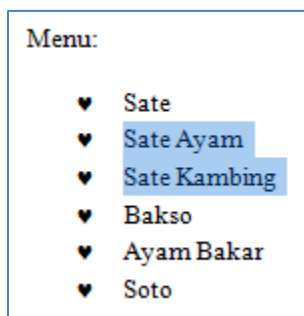 Menu:
♥ Sate
♥ Sate Ayam
♥ Sate Kambing
♥ Bakso
♥ Ayam Bakar
♥ Soto